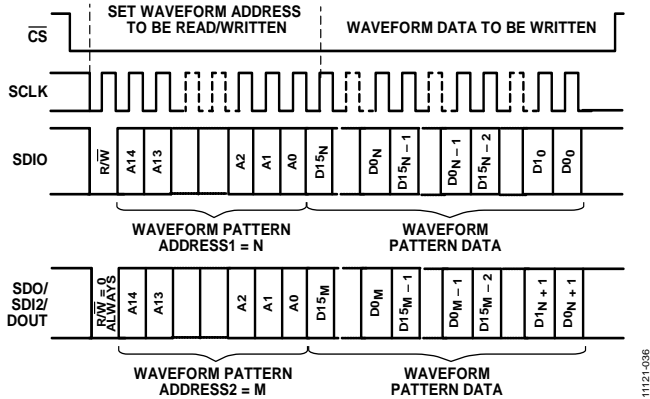 SET WAVEFORM ADDRESS
TO BE READ/WRITTEN
WAVEFORM DATA TO BE WRITTEN
CS
SCLK
SDIO
R/W
A14
A13
A2
A1
A0
D15N
D0N
D15N – 1
D0N – 1
D15N – 2
D10
D00
WAVEFORM PATTERN
ADDRESS1 = N
WAVEFORM
PATTERN DATA
SDO/
SDI2/
DOUT
R/W = 0
ALWAYS
A14
A13
A2
A1
A0
D15M
D0M
D15M – 1
D0M – 1
D15M – 2
D1N + 1
D0N + 1
WAVEFORM PATTERN
ADDRESS2 = M
WAVEFORM
PATTERN DATA
11121-036